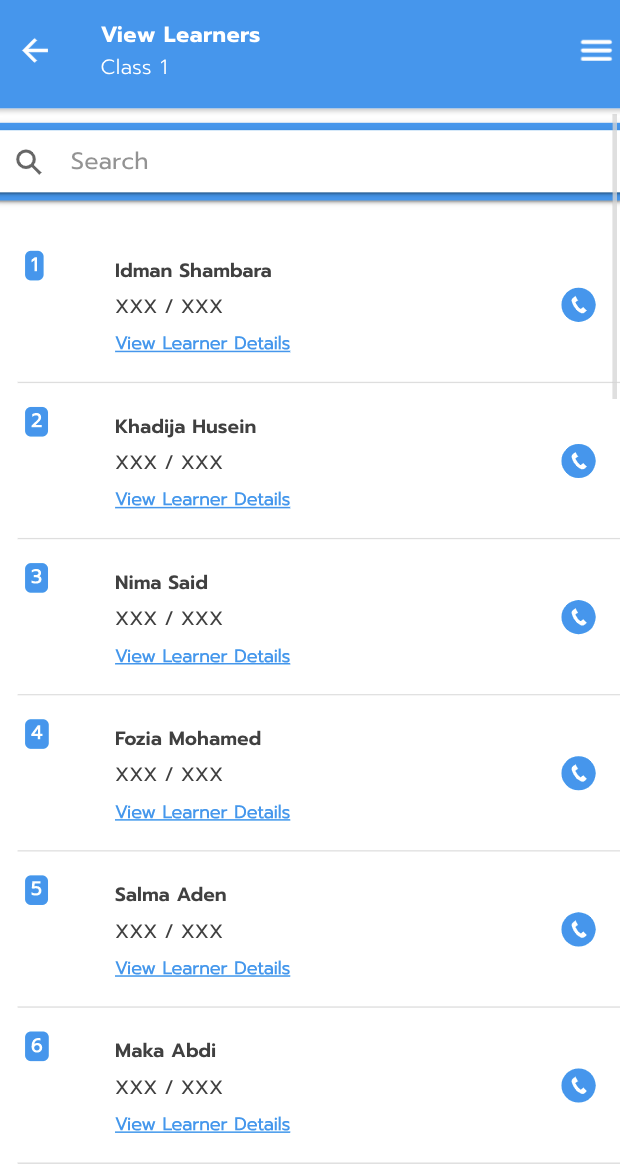 View Learners
Class 1
Search
1
Idman Shambara
XXX / XXX
View Learner Details
2
Khadija Husein
XXX / XXX
View Learner Details
3
Nima Said
XXX / XXX
View Learner Details
4
Fozia Mohamed
XXX / XXX
View Learner Details
5
Salma Aden
XXX / XXX
View Learner Details
6
Maka Abdi
XXX / XXX
View Learner Details